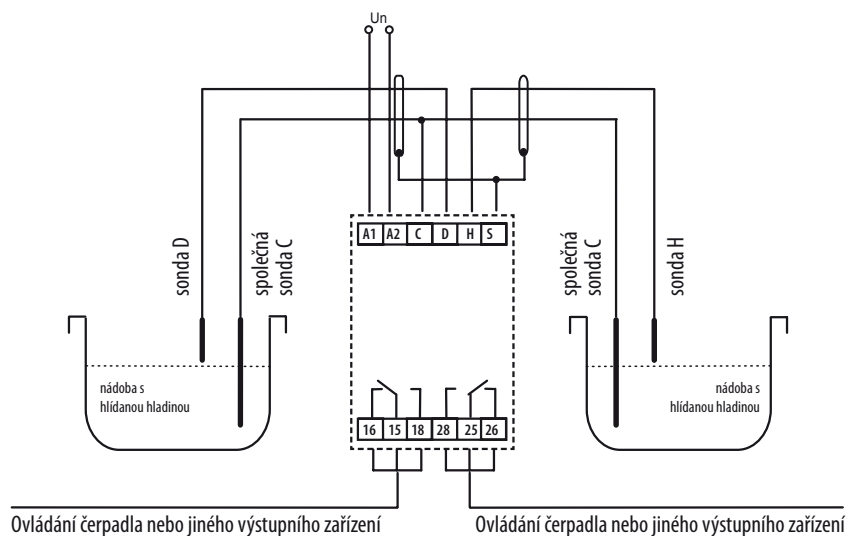 Un
A1 A2 C D H S
sonda D
společná
sonda C
společná
sonda C
sonda H
nádoba s
hlídanou hladinou
nádoba s
hlídanou hladinou
16 15 18 28 25 26
Ovládání čerpadla nebo jiného výstupního zařízení
Ovládání čerpadla nebo jiného výstupního zařízení